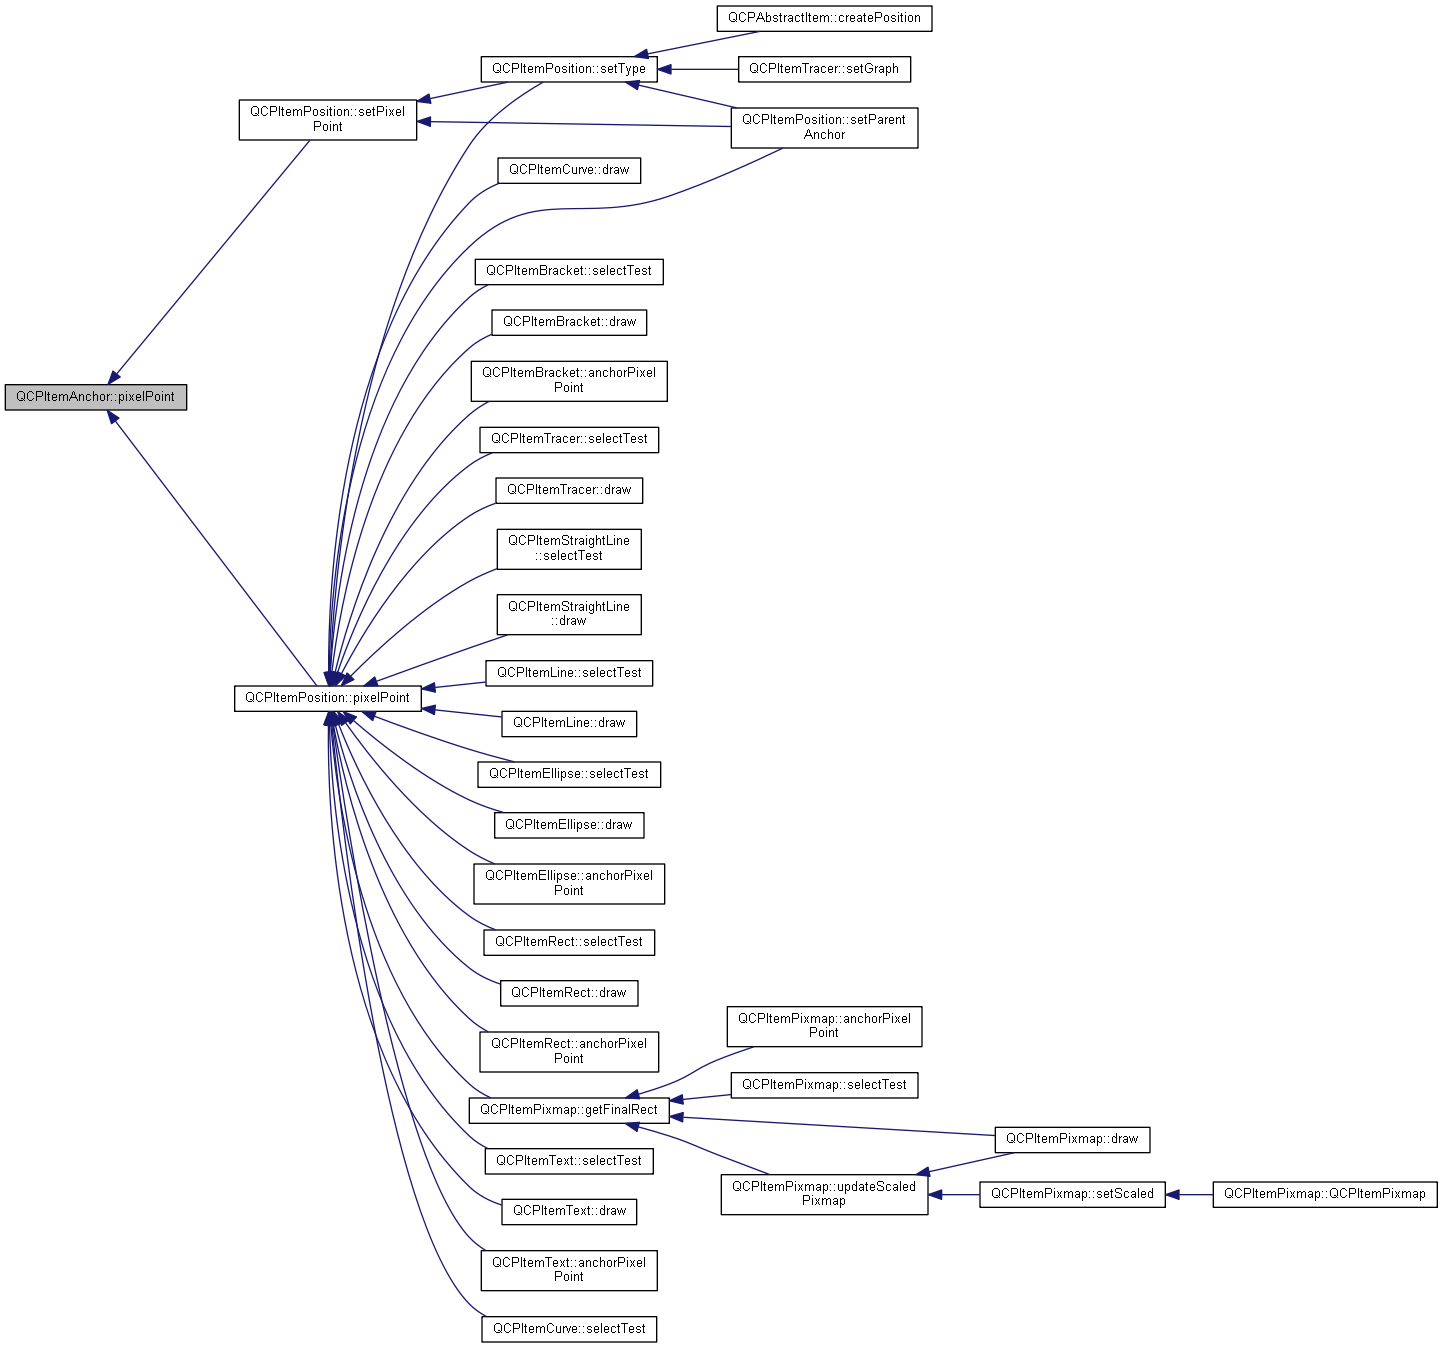 QCPAbstractItem::createPosition
QCPItemPosition::setType
QCPItemTracer::setGraph
QCPItemPosition::setPixel
Point
QCPItemPosition::setParent
Anchor
QCPItemCurve::draw
QCPItemBracket::selectTest
QCPItemBracket::draw
QCPItemBracket::anchorPixel
Point
QCPItemAnchor::pixelPoint
QCPItemTracer::selectTest
QCPItemTracer::draw
QCPItemStraightLine
::selectTest
QCPItemStraightLine
::draw
QCPItemLine::selectTest
QCPItemPosition::pixelPoint
QCPItemLine::draw
QCPItemEllipse::selectTest
QCPItemEllipse::draw
QCPItemEllipse::anchorPixel
Point
QCPItemRect::selectTest
QCPItemRect::draw
QCPItemRect::anchorPixel
Point
QCPItemPixmap::anchorPixel
Point
QCPItemPixmap::selectTest
QCPItemPixmap::getFinalRect
QCPItemPixmap::draw
QCPItemText::selectTest
QCPItemPixmap::updateScaled
Pixmap
QCPItemPixmap::setScaled
QCPItemPixmap::QCPItemPixmap
QCPItemText::draw
QCPItemText::anchorPixel
Point
QCPItemCurve::selectTest